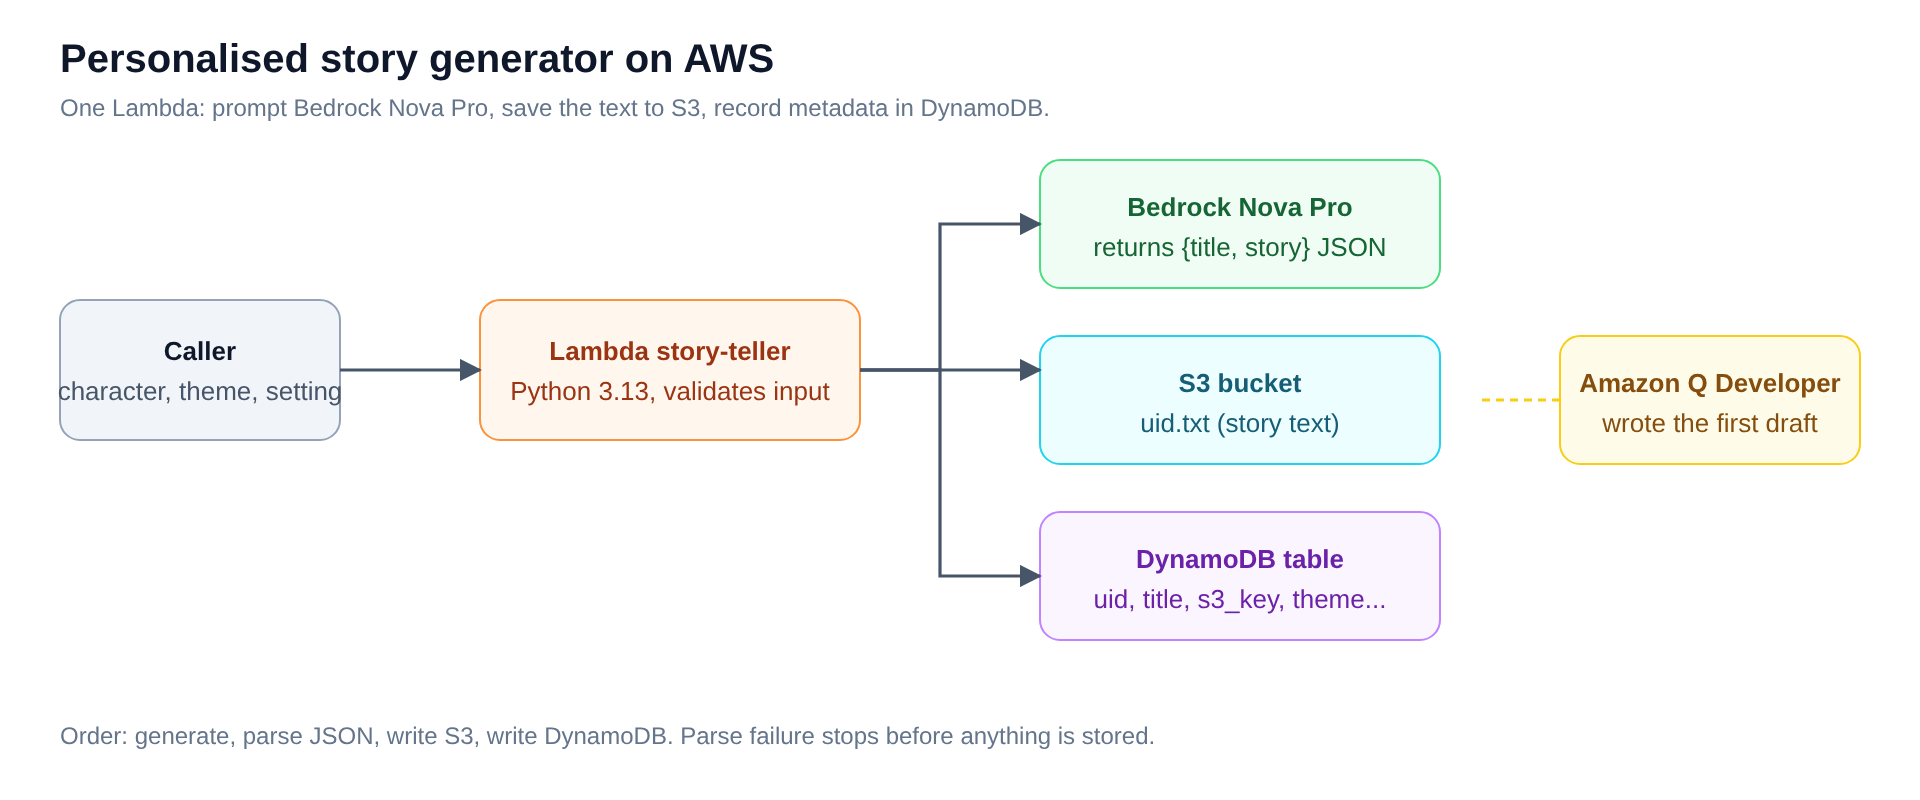 Personalised story generator on AWS
One Lambda: prompt Bedrock Nova Pro, save the text to S3, record metadata in DynamoDB.
Caller
character, theme, setting
Lambda story-teller
Python 3.13, validates input
Bedrock Nova Pro
returns {title, story} JSON
S3 bucket
uid.txt (story text)
DynamoDB table
uid, title, s3_key, theme...
Amazon Q Developer
wrote the first draft
Order: generate, parse JSON, write S3, write DynamoDB. Parse failure stops before anything is stored.